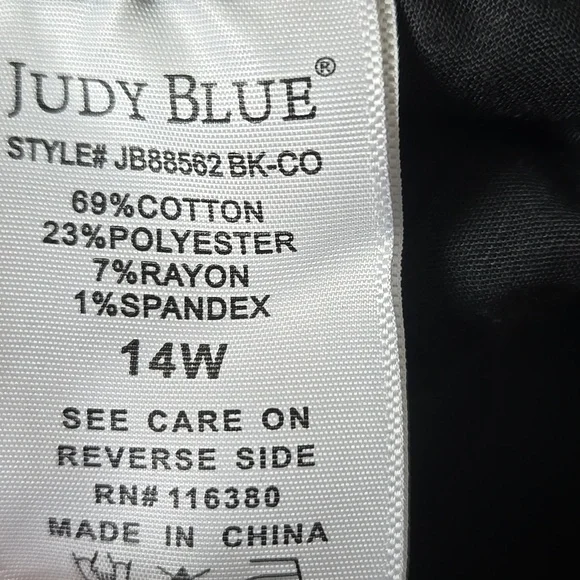 JUDY BLUE®
STYLE# JB88562 BK-CO
69%COTTON
23%POLYESTER
7%RAYON
1%SPANDEX
14W
SEE CARE ON
REVERSE SIDE
RN# 116380
MADE IN CHINA